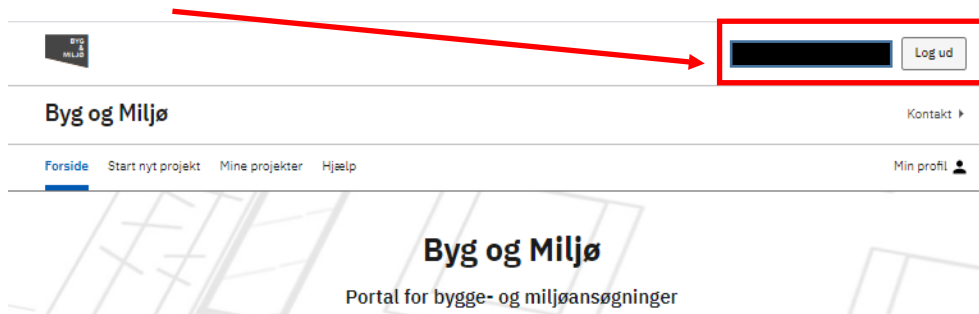 BYG
&
MILJØ
Log ud
Byg og Miljø
Kontakt
Forside Start nyt projekt Mine projekter Hjælp
Min profil
Byg og Miljø
Portal for bygge- og miljøansøgninger